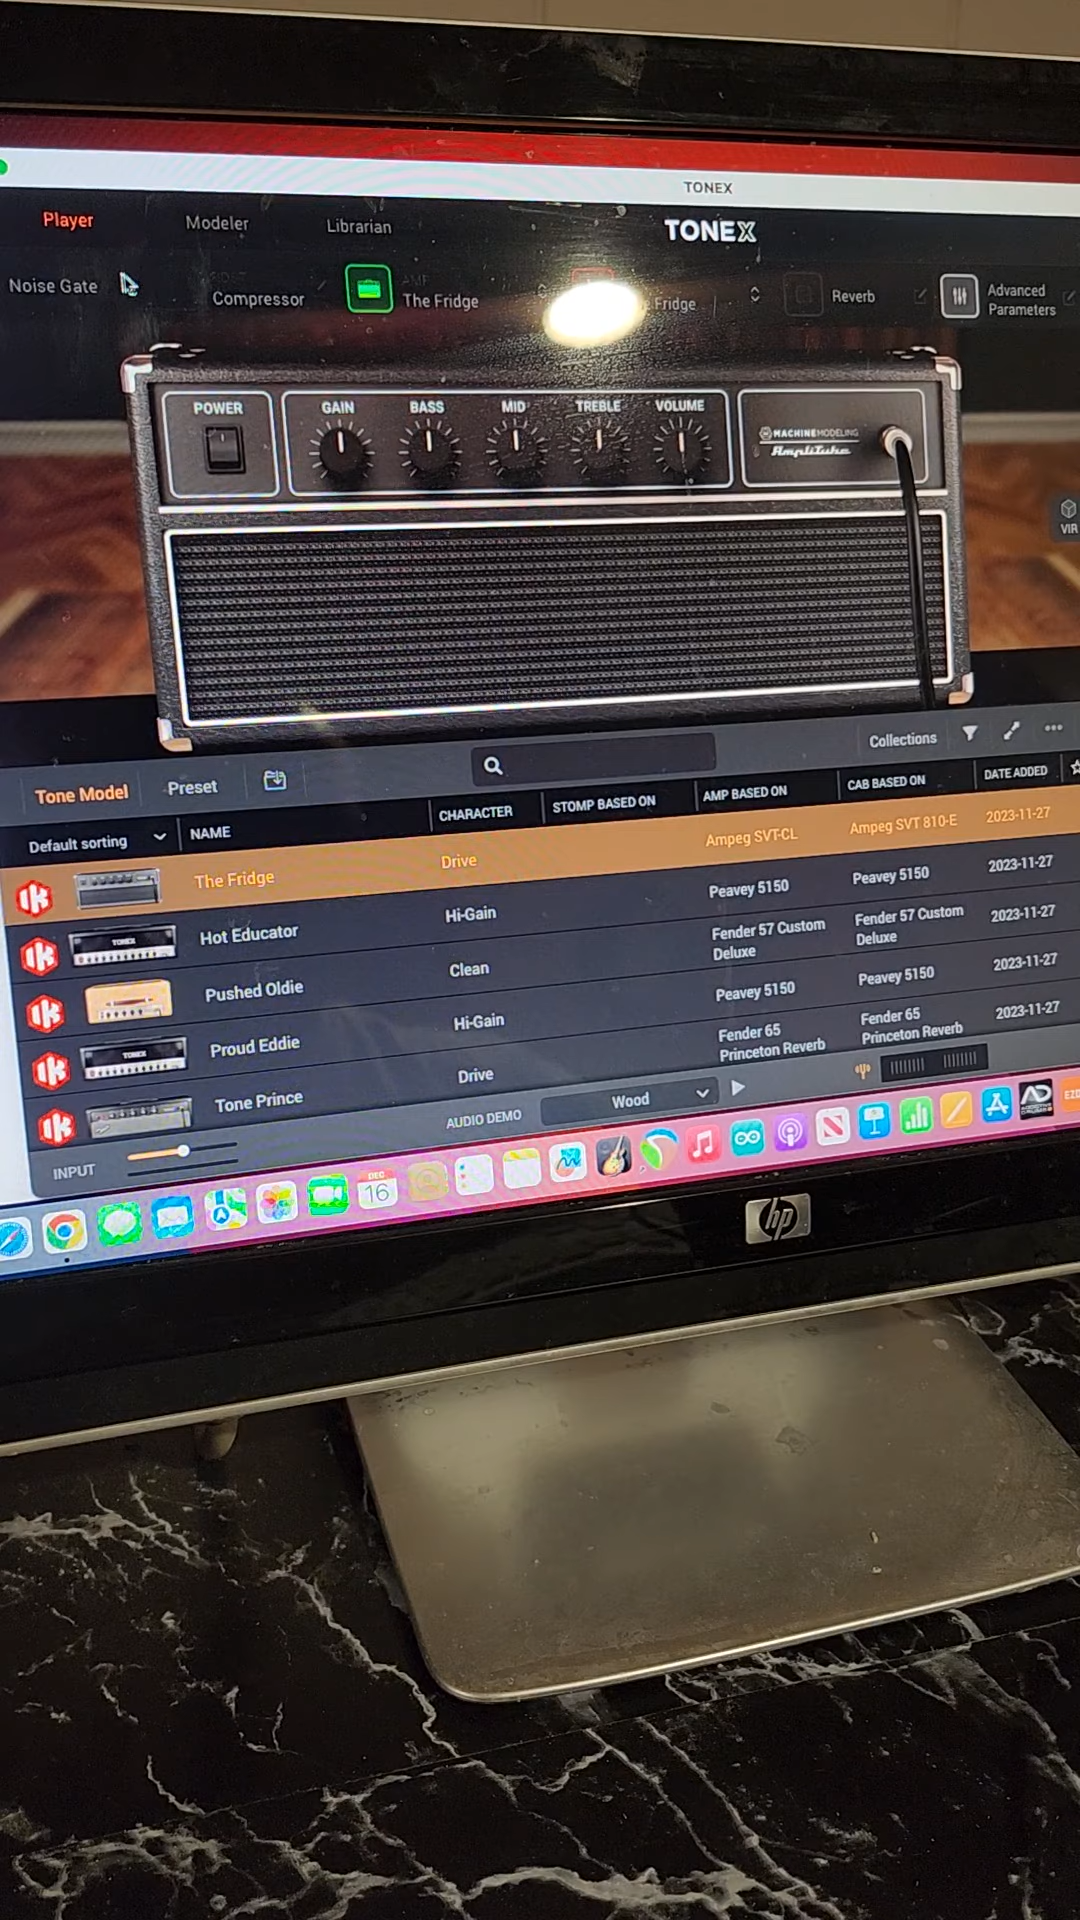 TONEX
Player
Modeler
Librarian
TONEX
Noise Gate
Compressor
AMP
The Fridge
Fridge
Reverb
Advanced
Parameters
POWER
GAIN
BASS
MID
TREBLE
VOLUME
MACHINE MODELING
AmpliTube
VIR
Tone Model
Preset
Collections
Default sorting
NAME
CHARACTER
STOMP BASED ON
AMP BASED ON
CAB BASED ON
DATE ADDED
The Fridge
Drive
Ampeg SVT-CL
Ampeg SVT 810-E
2023-11-27
TONEX
Hot Educator
Hi-Gain
Peavey 5150
Peavey 5150
2023-11-27
Pushed Oldie
Clean
Fender 57 Custom
Deluxe
Fender 57 Custom
Deluxe
2023-11-27
TONEX
Proud Eddie
Hi-Gain
Peavey 5150
Peavey 5150
2023-11-27
Tone Prince
Drive
Fender 65
Princeton Reverb
Fender 65
Princeton Reverb
2023-11-27
INPUT
AUDIO DEMO
Wood
DEC
16
AD
EZD
hp